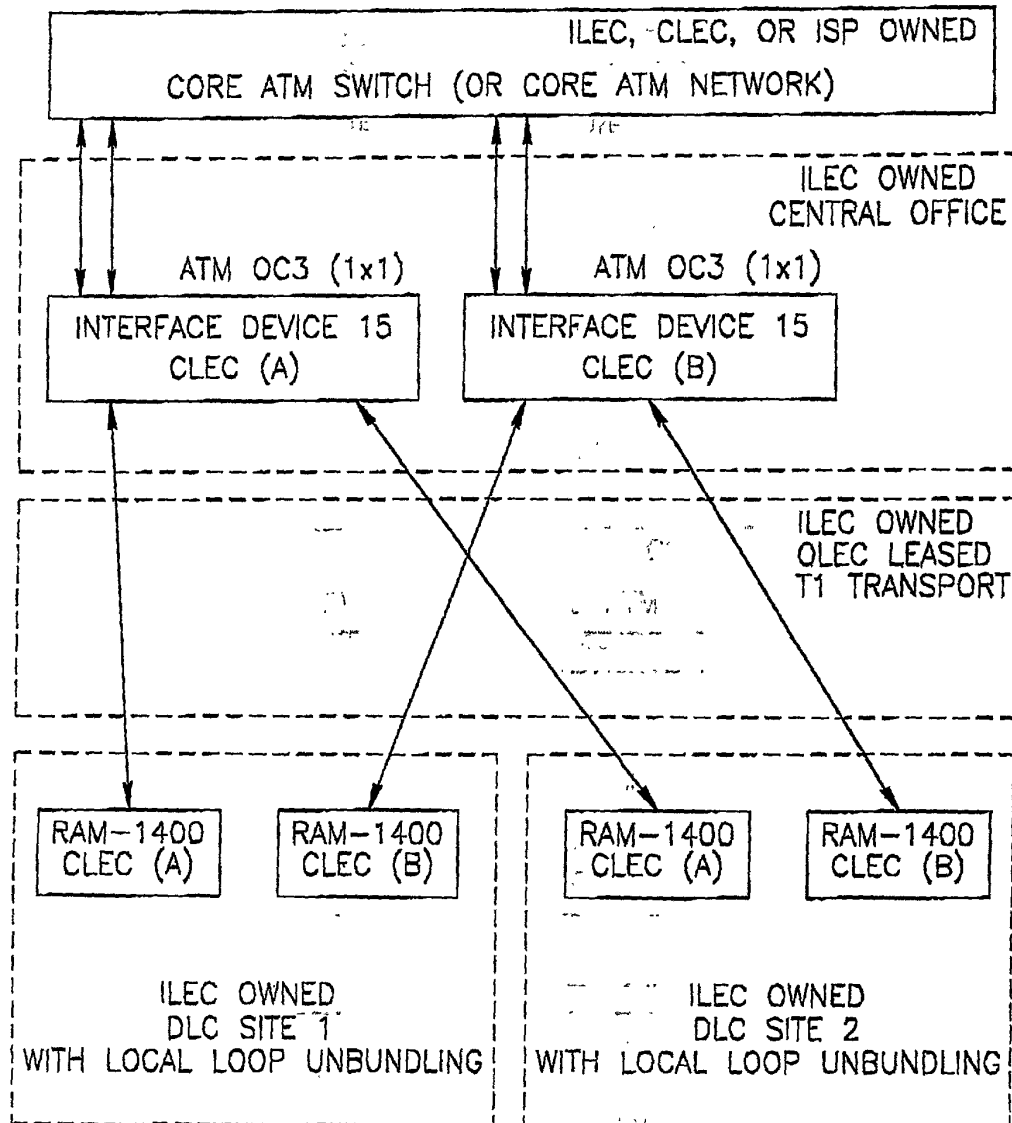 ILEC, CLEC, OR ISP OWNED
CORE ATM SWITCH (OR CORE ATM NETWORK)
ILEC OWNED
CENTRAL OFFICE
ATM OC3 (1x1)
ATM OC3 (1x1)
INTERFACE DEVICE 15
CLEC (A)
INTERFACE DEVICE 15
CLEC (B)
ILEC OWNED
OLEC LEASED
T1 TRANSPORT
RAM-1400
CLEC (A)
RAM-1400
CLEC (B)
RAM-1400
CLEC (A)
RAM-1400
CLEC (B)
ILEC OWNED
DLC SITE 1
WITH LOCAL LOOP UNBUNDLING
ILEC OWNED
DLC SITE 2
WITH LOCAL LOOP UNBUNDLING